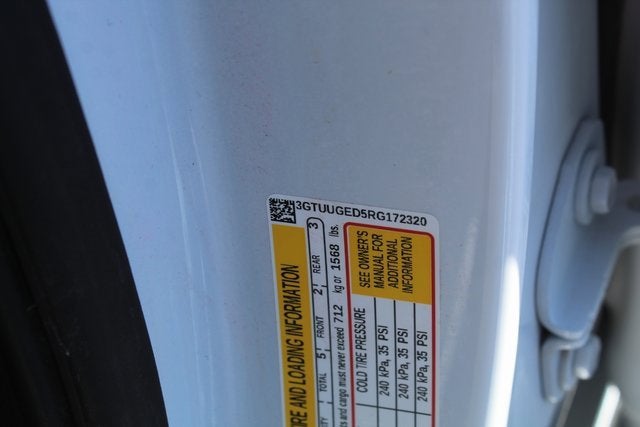 3GTUUGED5RG172320
TIRE AND LOADING INFORMATION
TOTAL 5 FRONT 2 REAR 3
and cargo must never exceed 712 kg or 1568 lbs.
COLD TIRE PRESSURE
240 kPa, 35 PSI
240 kPa, 35 PSI
240 kPa, 35 PSI
SEE OWNER'S
MANUAL FOR
ADDITIONAL
INFORMATION